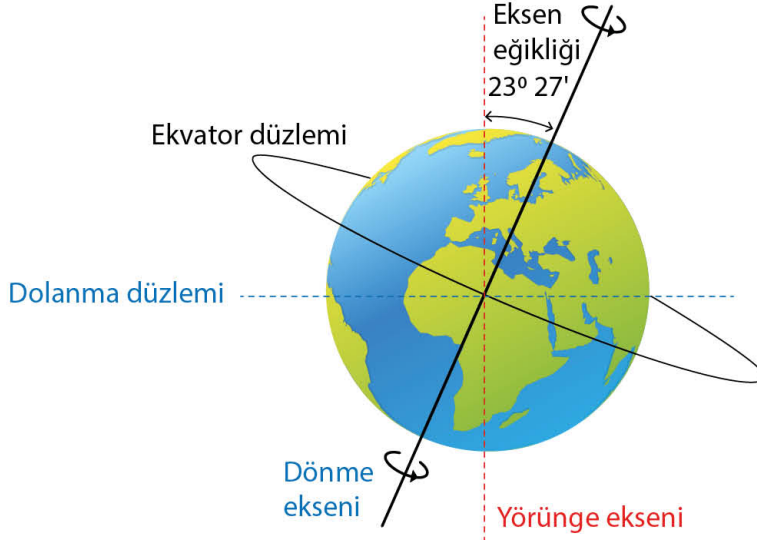 Eksen
eğikliği
23º 27'
Ekvator düzlemi
Dolanma düzlemi
Dönme
ekseni
Yörünge ekseni